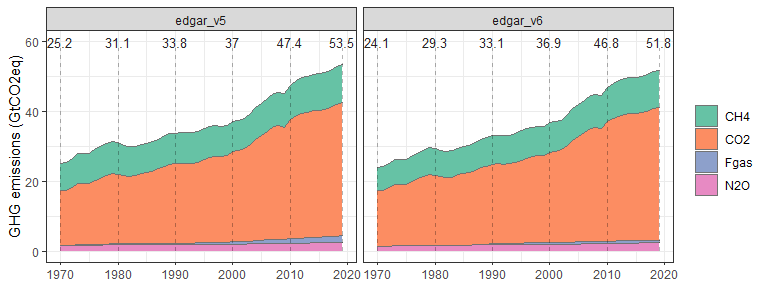 edgar_v5 edgar_v6
GHG emissions (GtCO2eq)
60 25.2 31.1 33.8 37 47.4 53.5 24.1 29.3 33.1 36.9 46.8 51.8
40
20
0
1970 1980 1990 2000 2010 2020 1970 1980 1990 2000 2010 2020
CH4
CO2
Fgas
N2O